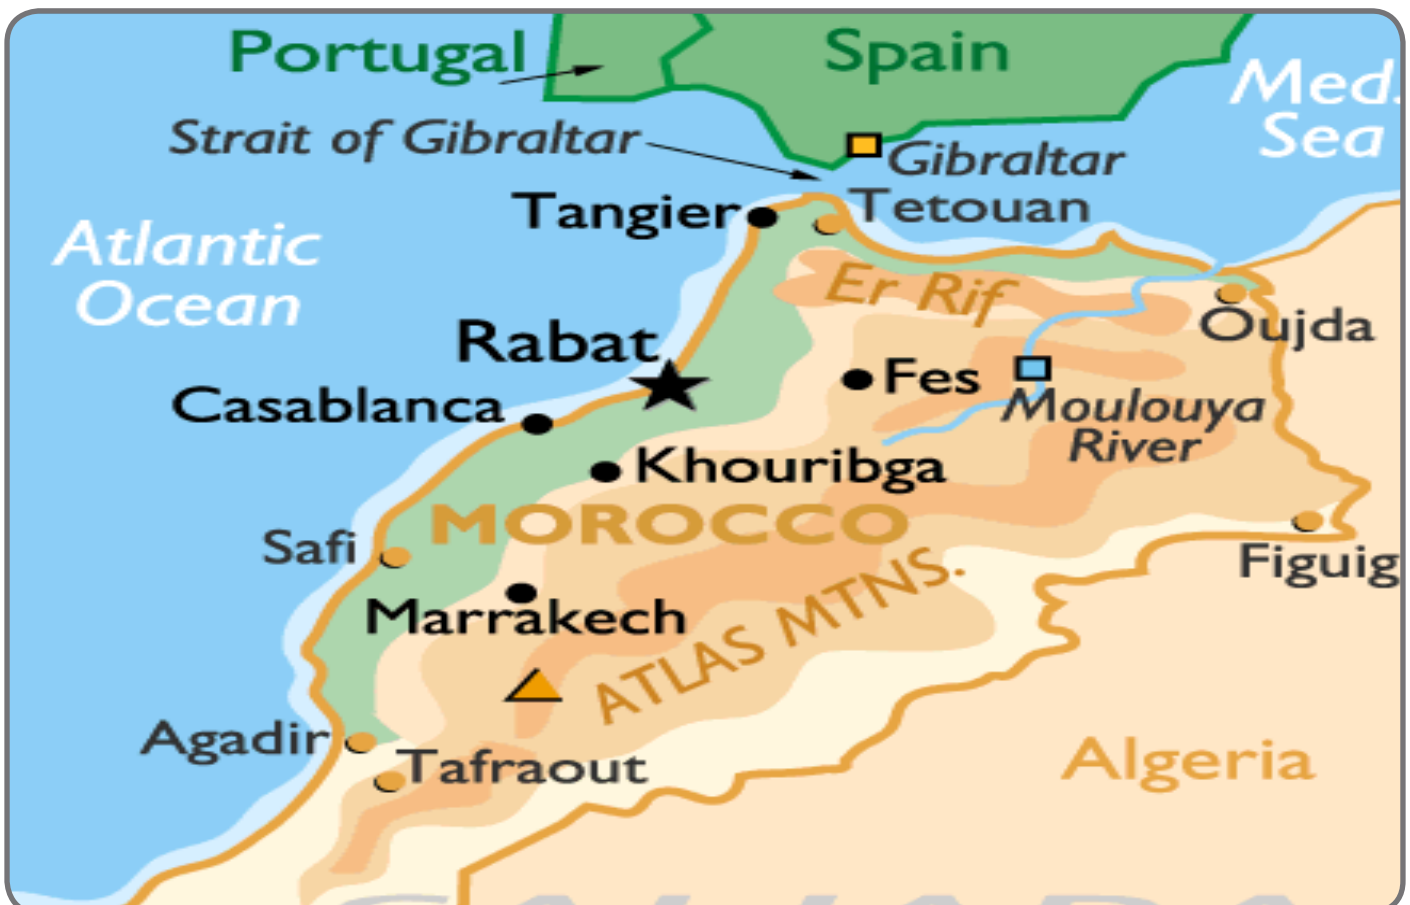 Portugal
Spain
Med.
Sea
Strait of Gibraltar
Gibraltar
Tangier
Tetouan
Atlantic
Ocean
Er Rif
Oujda
Rabat
Fes
Casablanca
Moulouya
River
Khouribga
MOROCCO
Safi
Figuig
Marrakech
ATLAS MTNS.
Agadir
Tafraout
Algeria